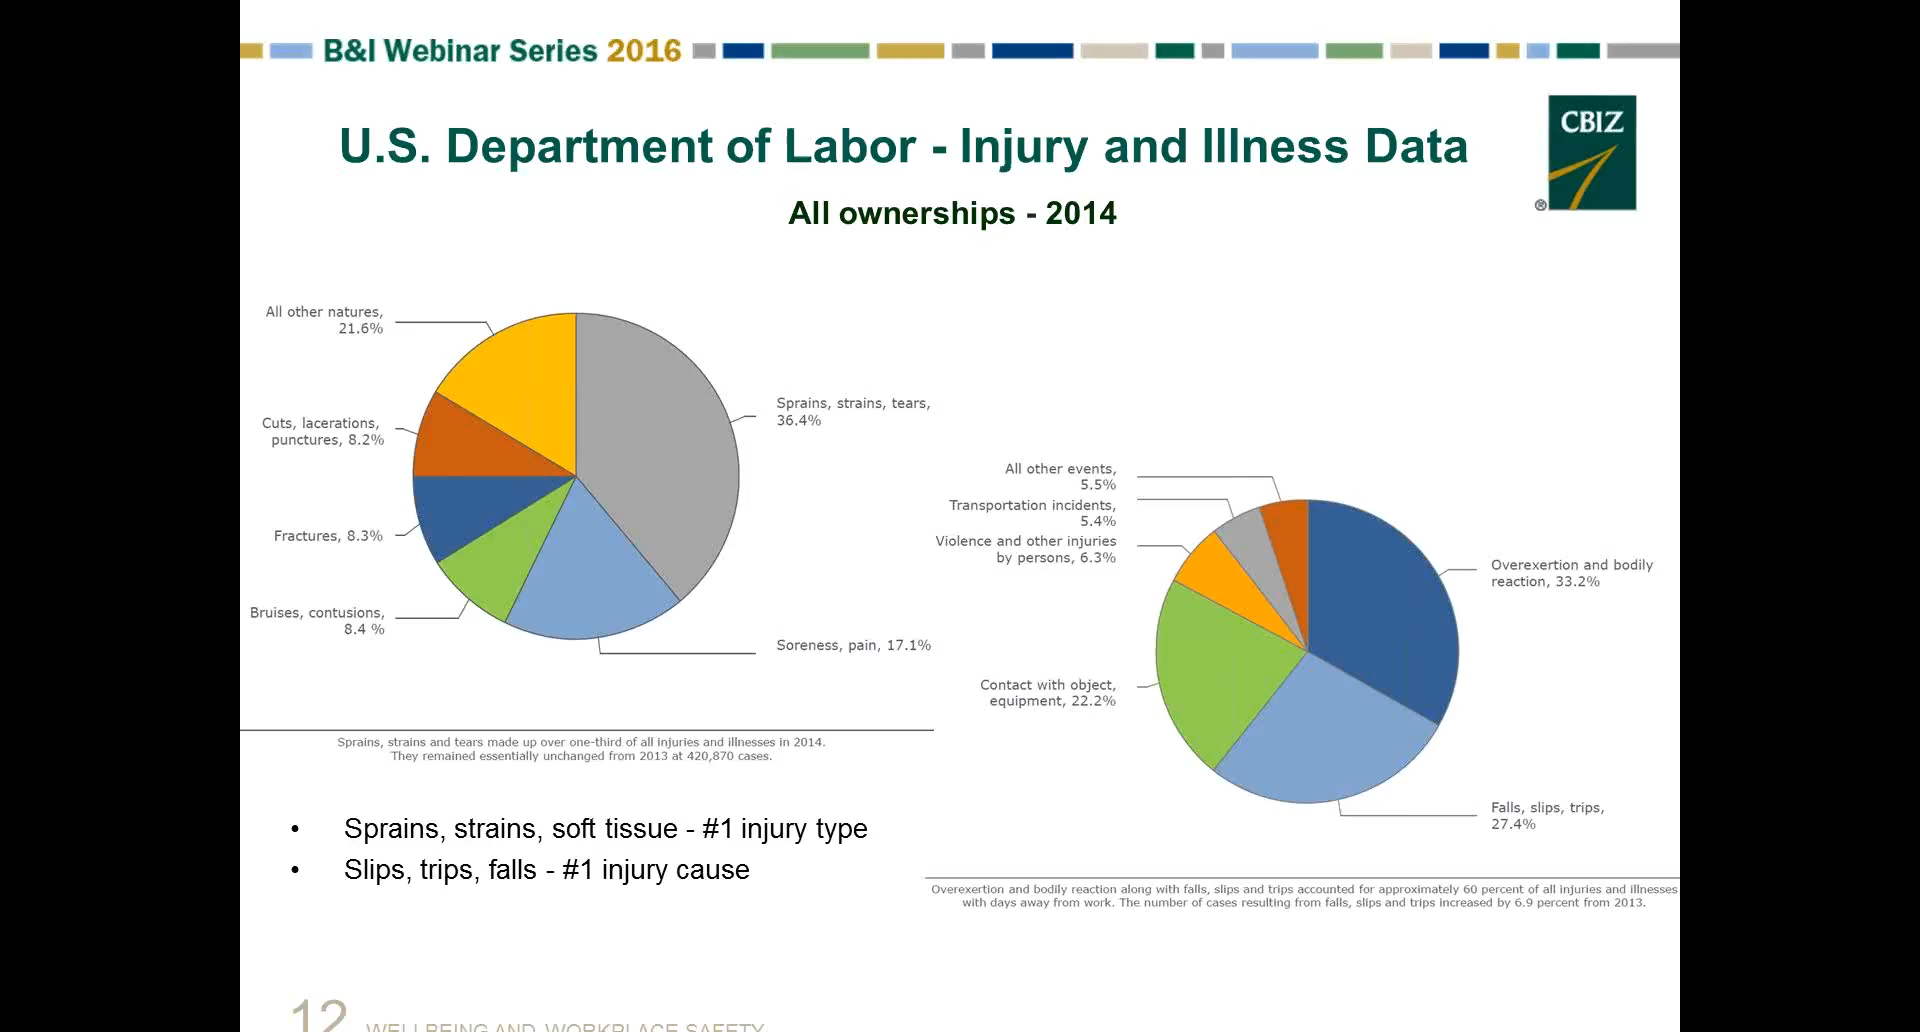 B&I Webinar Series 2016
CBIZ
®
U.S. Department of Labor - Injury and Illness Data
All ownerships - 2014
All other natures,
21.6%
Sprains, strains, tears,
36.4%
Cuts, lacerations,
punctures, 8.2%
Fractures, 8.3%
Bruises, contusions,
8.4 %
Soreness, pain, 17.1%
Sprains, strains and tears made up over one-third of all injuries and illnesses in 2014.
They remained essentially unchanged from 2013 at 420,870 cases.
All other events,
5.5%
Transportation incidents,
5.4%
Violence and other injuries
by persons, 6.3%
Overexertion and bodily
reaction, 33.2%
Contact with object,
equipment, 22.2%
Falls, slips, trips,
27.4%
Overexertion and bodily reaction along with falls, slips and trips accounted for approximately 60 percent of all injuries and illnesses
with days away from work. The number of cases resulting from falls, slips and trips increased by 6.9 percent from 2013.
• Sprains, strains, soft tissue - #1 injury type
• Slips, trips, falls - #1 injury cause
12 WELLBEING AND WORKPLACE SAFETY